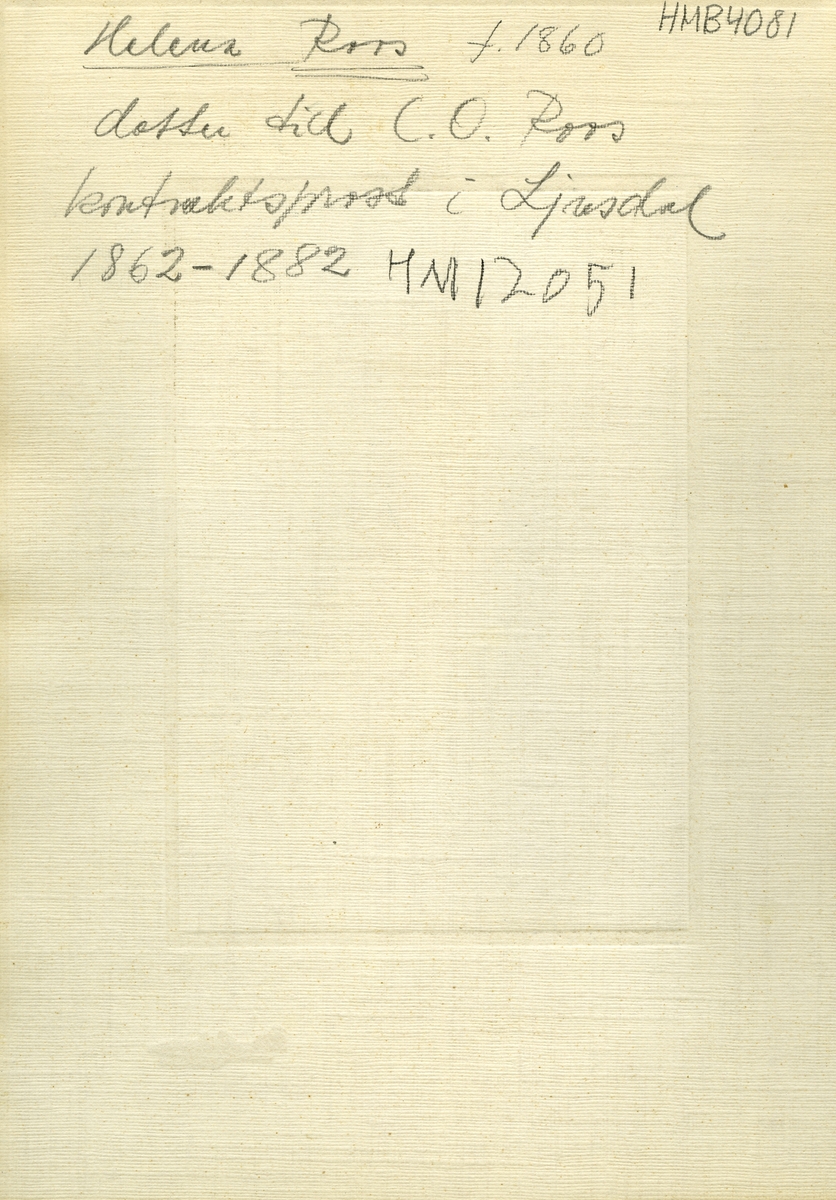 HMB4081
Helena Roos f. 1860
dotter till C.O. Roos
kontraktsprost i Ljusdal
1862-1882 HM12051